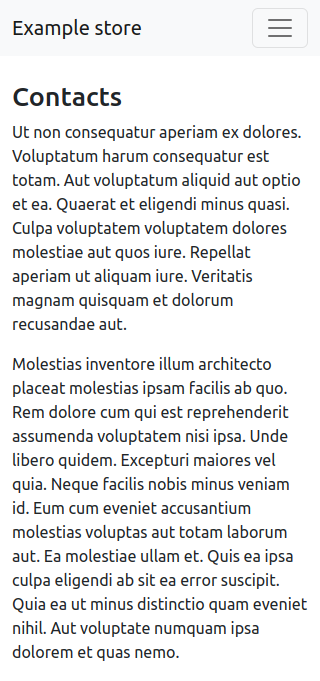 Example store
Contacts
Ut non consequatur aperiam ex dolores.
Voluptatum harum consequatur est
totam. Aut voluptatum aliquid aut optio
et ea. Quaerat et eligendi minus quasi.
Culpa voluptatem voluptatem dolores
molestiae aut quos iure. Repellat
aperiam ut aliquam iure. Veritatis
magnam quisquam et dolorum
recusandae aut.
Molestias inventore illum architecto
placeat molestias ipsam facilis ab quo.
Rem dolore cum qui est reprehenderit
assumenda voluptatem nisi ipsa. Unde
libero quidem. Excepturi maiores vel
quia. Neque facilis nobis minus veniam
id. Eum cum eveniet accusantium
molestias voluptas aut totam laborum
aut. Ea molestiae ullam et. Quis ea ipsa
culpa eligendi ab sit ea error suscipit.
Quia ea ut minus distinctio quam eveniet
nihil. Aut voluptate numquam ipsa
dolorem et quas nemo.